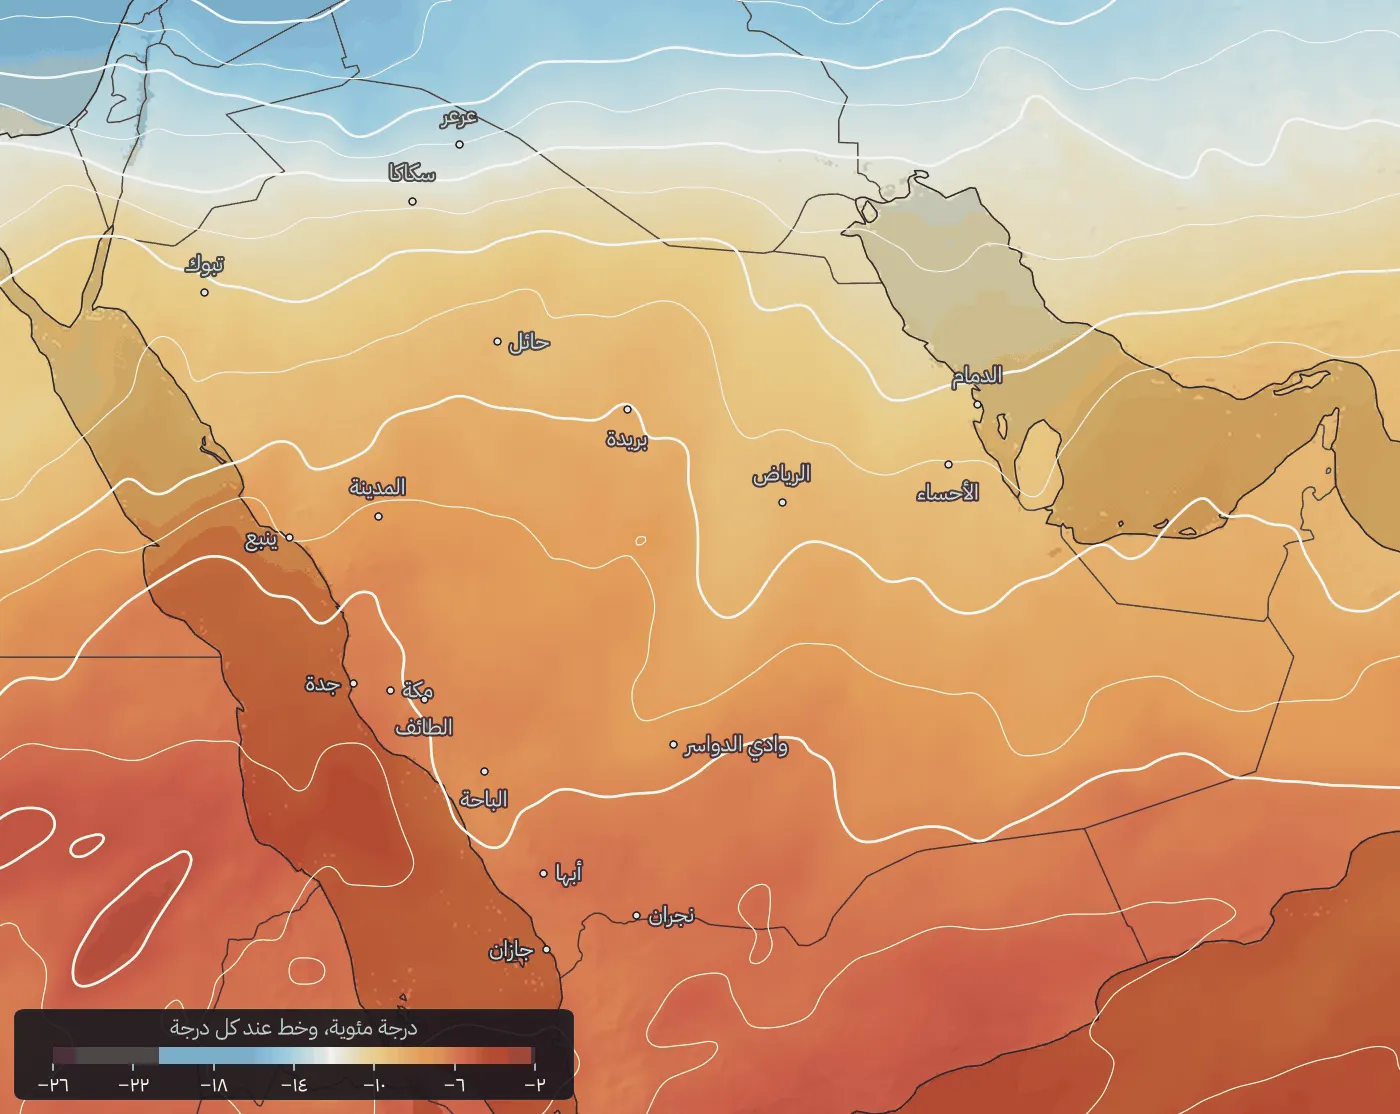 عرعر
سكاكا
تبوك
حائل
الدمام
بريدة
الرياض
الأحساء
المدينة
ينبع
جدة
مكة
الطائف
وادي الدواسر
الباحة
أبها
نجران
جازان
درجة مئوية، وخط عند كل درجة
−٢٦ −٢٢ −١٨ −١٤ −١٠ −٦ −٢